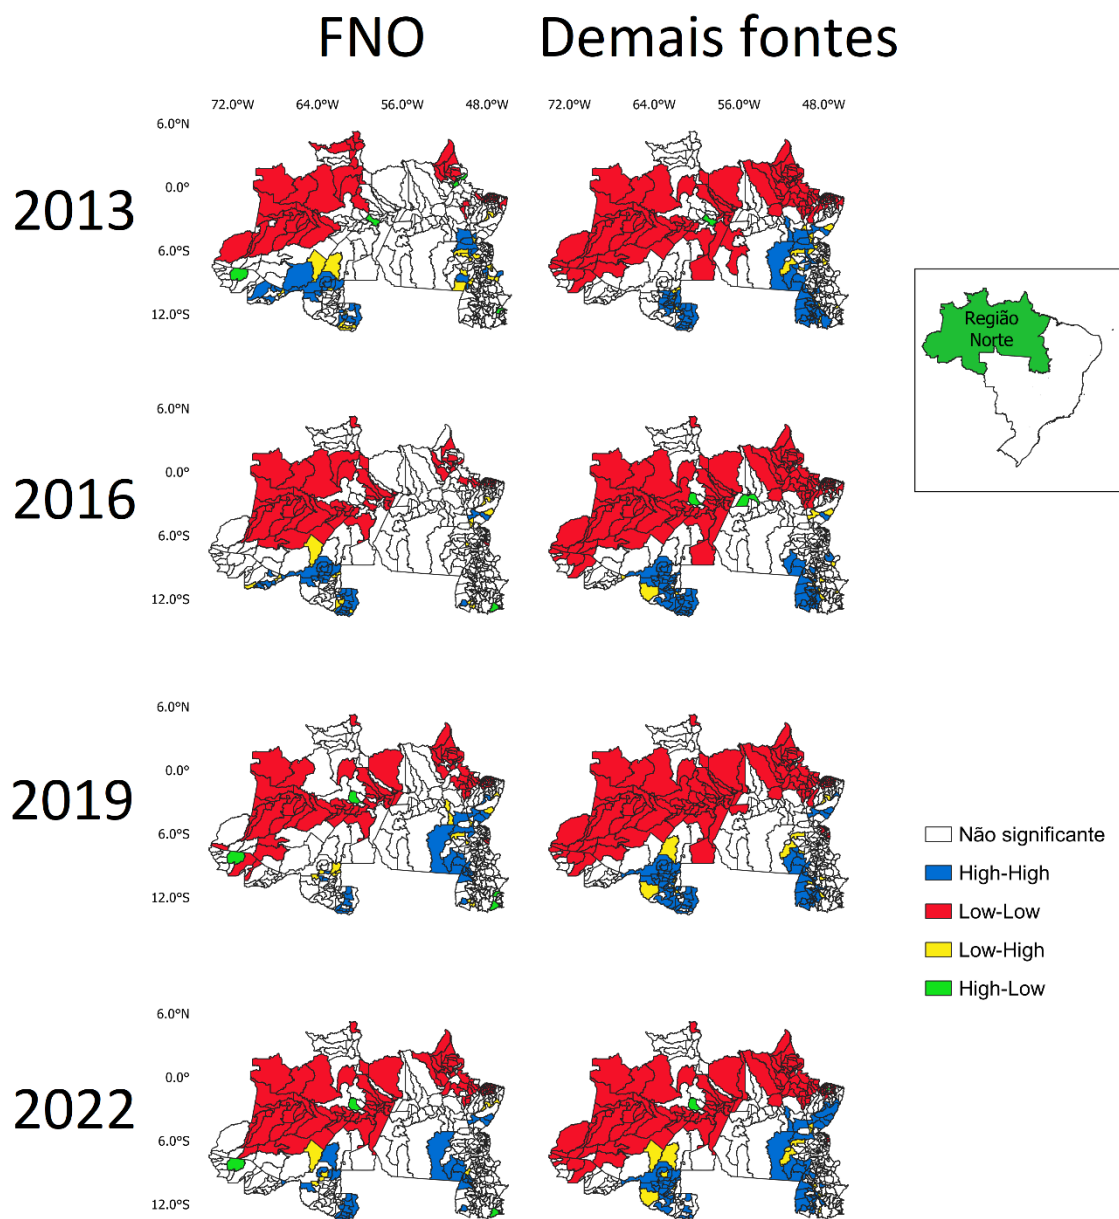 FNO Demais fontes
72.0°W 64.0°W 56.0°W 48.0°W 72.0°W 64.0°W 56.0°W 48.0°W
6.0°N
2013
0.0°
6.0°S
12.0°S
Região
Norte
6.0°N
2016
0.0°
6.0°S
12.0°S
6.0°N
2019
0.0°
6.0°S
12.0°S
Não significante
High-High
Low-Low
Low-High
High-Low
6.0°N
2022
0.0°
6.0°S
12.0°S